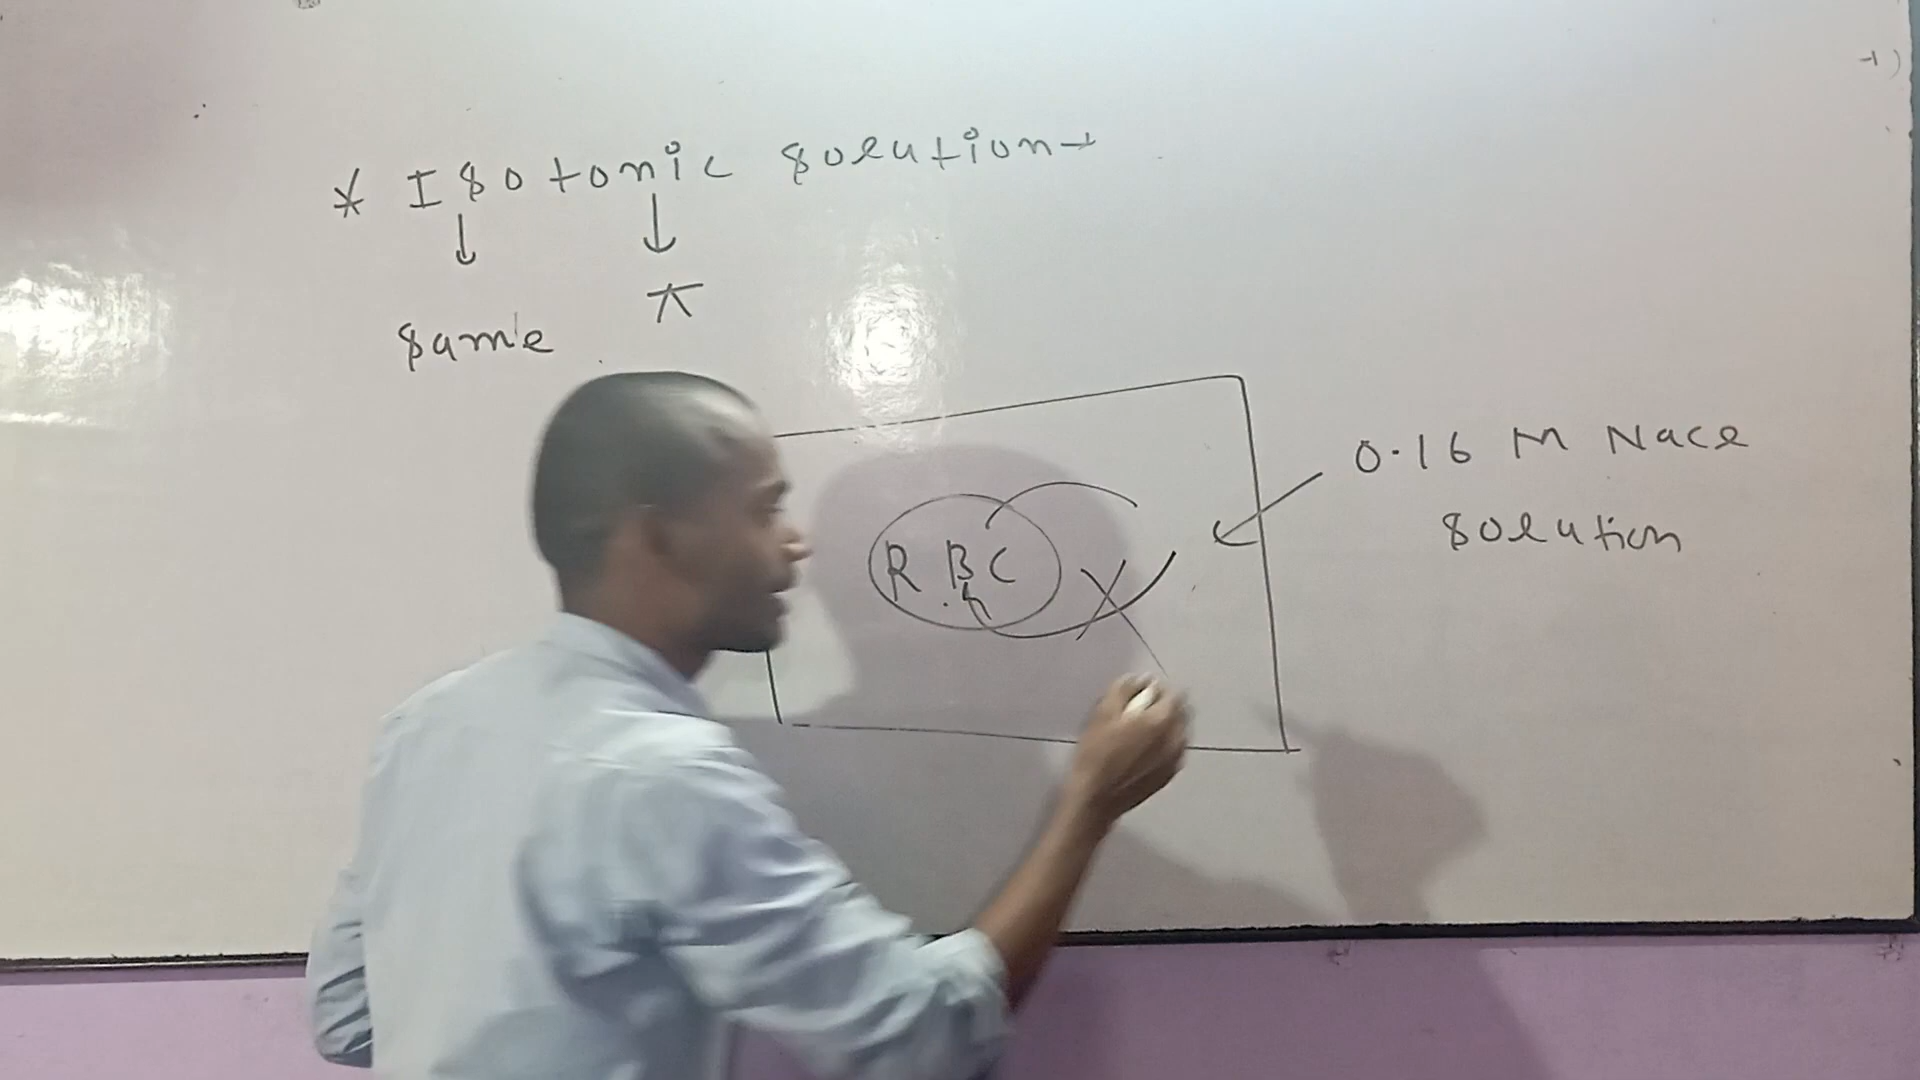 * Isotonic solution →
↓ ↓
same π
0.16 M NaCl
solution
R.B.C